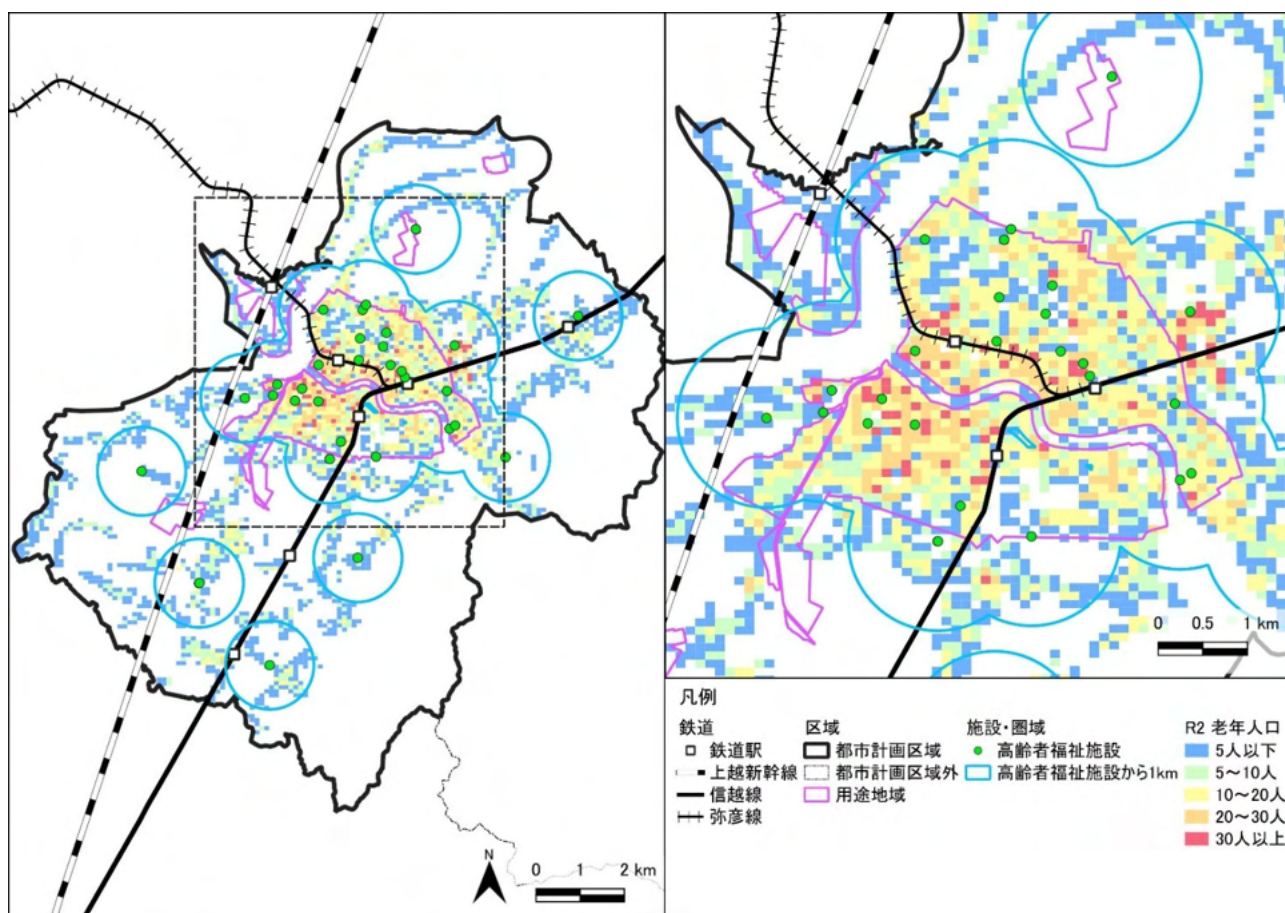 N
0 1 2 km
0 0.5 1 km
凡例
鉄道
鉄道駅
上越新幹線
信越線
弥彦線
区域
都市計画区域
都市計画区域外
用途地域
施設・圏域
高齢者福祉施設
高齢者福祉施設から1km
R2 老年人口
5人以下
5～10人
10～20人
20～30人
30人以上